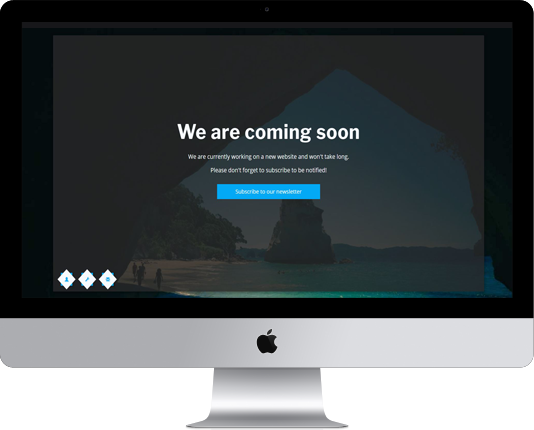 We are coming soon
We are currently working on a new website and won't take long.
Please don't forget to subscribe to be notified!
Subscribe to our newsletter